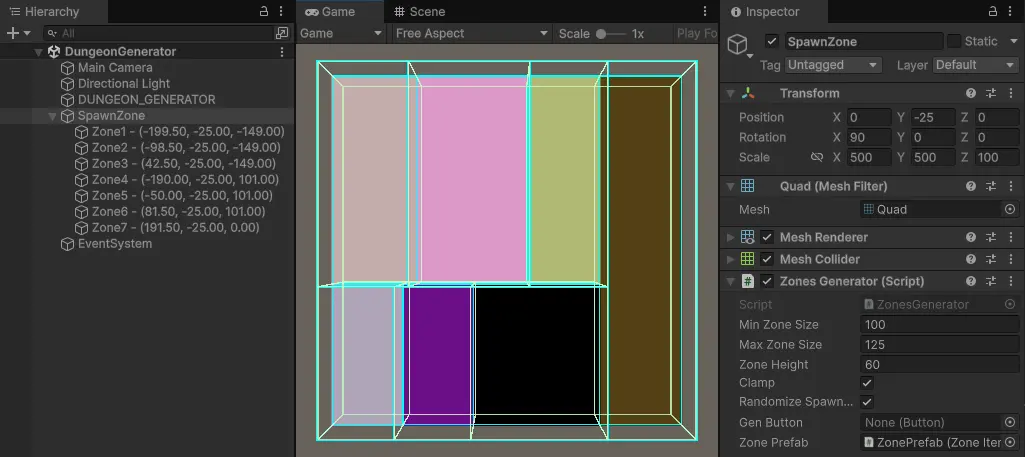 Hierarchy
All
DungeonGenerator
Main Camera
Directional Light
DUNGEON_GENERATOR
SpawnZone
Zone1 - (-199.50, -25.00, -149.00)
Zone2 - (-98.50, -25.00, -149.00)
Zone3 - (42.50, -25.00, -149.00)
Zone4 - (-190.00, -25.00, 101.00)
Zone5 - (-50.00, -25.00, 101.00)
Zone6 - (81.50, -25.00, 101.00)
Zone7 - (191.50, -25.00, 0.00)
EventSystem
Game Scene
Game Free Aspect Scale 1x Play Fo
Inspector
SpawnZone Static
Tag Untagged Layer Default
Transform
Position X 0 Y -25 Z 0
Rotation X 90 Y 0 Z 0
Scale X 500 Y 500 Z 100
Quad (Mesh Filter)
Mesh Quad
Mesh Renderer
Mesh Collider
Zones Generator (Script)
Script ZonesGenerator
Min Zone Size 100
Max Zone Size 125
Zone Height 60
Clamp
Randomize Spawn...
Gen Button None (Button)
Zone Prefab ZonePrefab (Zone Iter